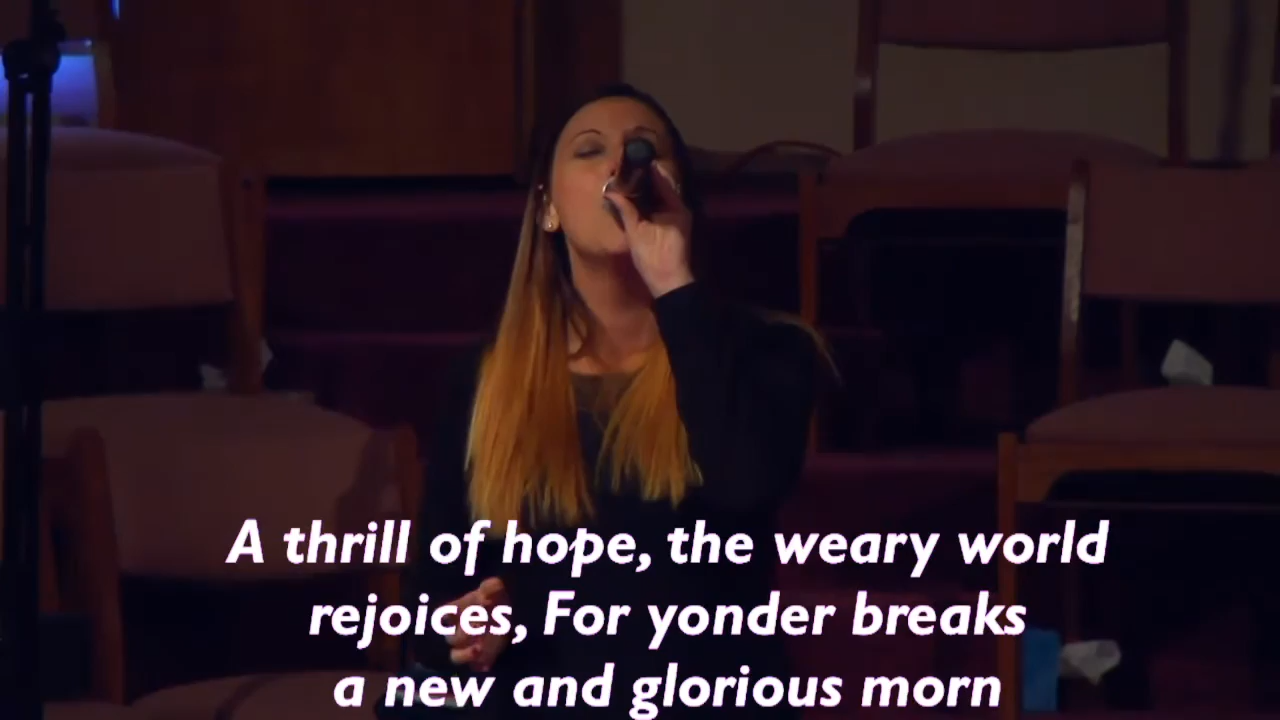 A thrill of hope, the weary world
rejoices, For yonder breaks
a new and glorious morn